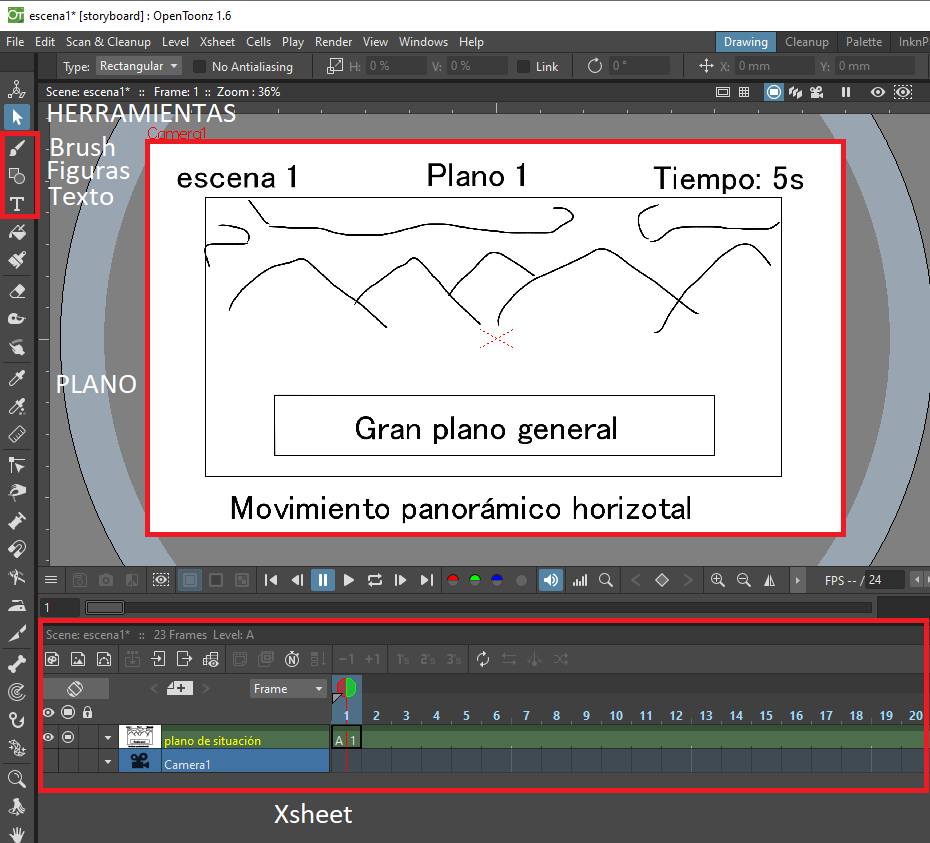 escena1* [storyboard] : OpenToonz 1.6
File Edit Scan & Cleanup Level Xsheet Cells Play Render View Windows Help Drawing Cleanup Palette InknP
Type: Rectangular No Antialiasing H: 0 % V: 0 % Link 0 ° X: 0 mm Y: 0 mm
Scene: escena1* :: Frame: 1 :: Zoom : 36%
HERRAMIENTAS
Camera1
Brush
Figuras
Texto
escena 1 Plano 1 Tiempo: 5s
PLANO
Gran plano general
Movimiento panorámico horizotal
FPS -- / 24
1
Scene: escena1* :: 23 Frames Level: A
-1 +1 1's 2's 3's
Frame
1 2 3 4 5 6 7 8 9 10 11 12 13 14 15 16 17 18 19 20
plano de situación A 1
Camera1
Xsheet